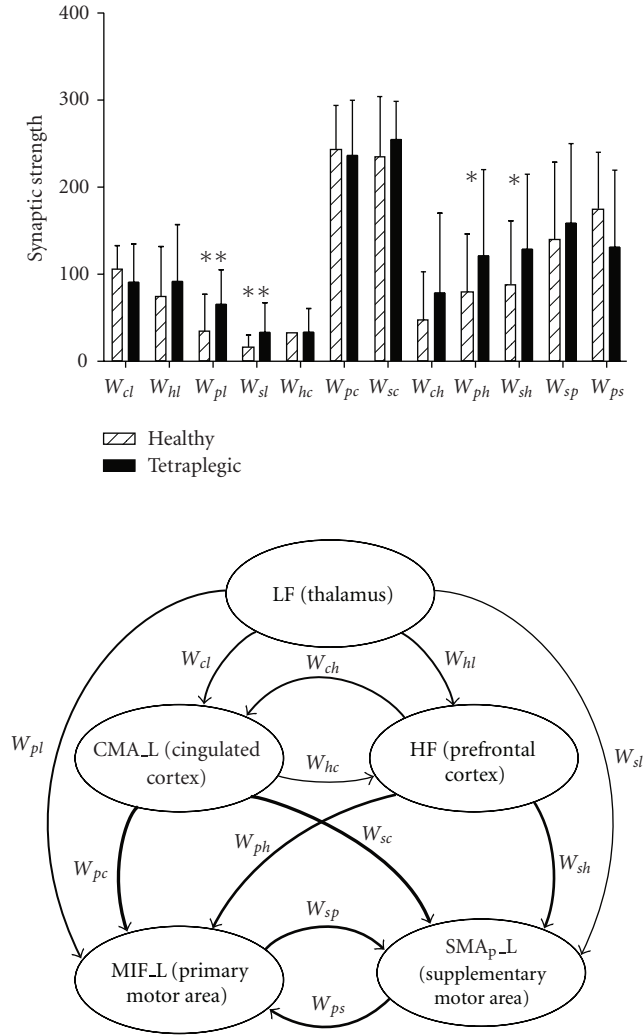 400
300
200
100
0
Synaptic strength
** ** * *
W_cl W_hl W_pl W_sl W_hc W_pc W_sc W_ch W_ph W_sh W_sp W_ps
Healthy
Tetraplegic
LF (thalamus)
W_cl W_ch W_hl
W_pl
CMA_L (cingulated
cortex)
W_hc
HF (prefrontal
cortex)
W_sl
W_pc W_ph W_sc W_sh
W_sp
MIF_L (primary
motor area)
SMAp_L
(supplementary
motor area)
W_ps